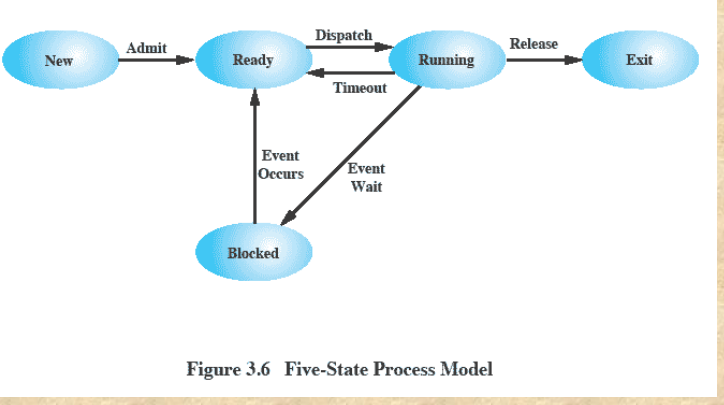 Dispatch
Admit
Release
New
Ready
Running
Exit
Timeout
Event
Occurs
Event
Wait
Blocked
Figure 3.6 Five-State Process Model